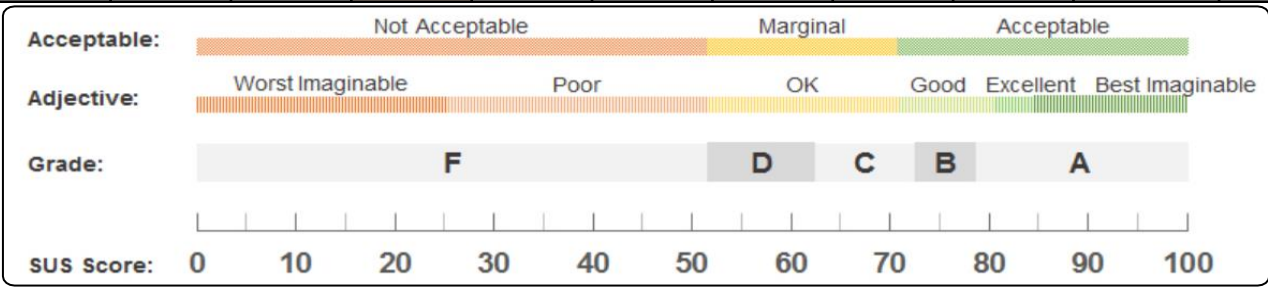 Acceptable: Not Acceptable Marginal Acceptable
Adjective: Worst Imaginable Poor OK Good Excellent Best Imaginable
Grade: F D C B A
SUS Score: 0 10 20 30 40 50 60 70 80 90 100